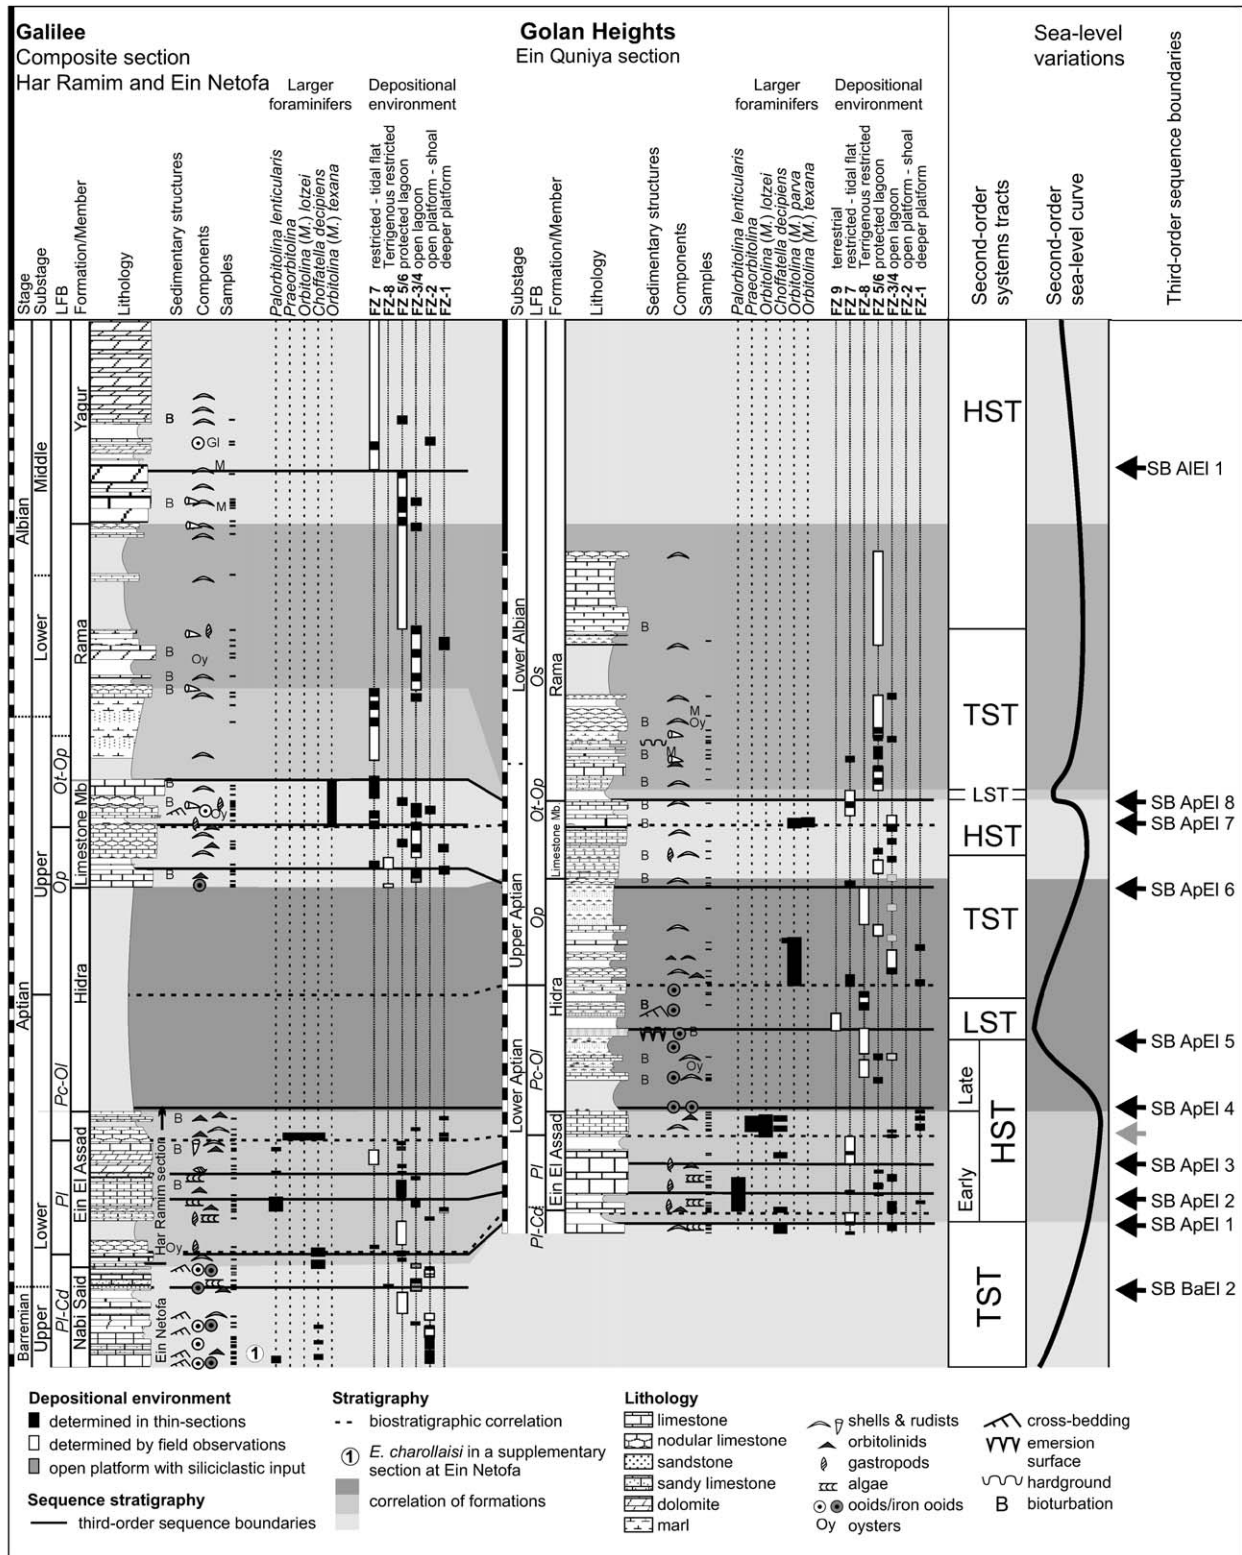 Galilee
Composite section
Har Ramim and Ein Netofa
Golan Heights
Ein Quniya section
Sea-level
variations
Larger
foraminifers
Depositional
environment
Larger
foraminifers
Depositional
environment
Stage
Substage
LFB
Formation/Member
Lithology
Sedimentary structures
Components
Samples
Palorbitolina lenticularis
Praeorbitolina
Orbitolina (M.) lotzei
Choffatella decipiens
Orbitolina (M.) texana
FZ 7 restricted - tidal flat
FZ-8 Terrigenous restricted
FZ 5/6 protected lagoon
FZ-3/4 open lagoon
FZ-2 open platform - shoal
FZ-1 deeper platform
Substage
LFB
Formation/Member
Lithology
Sedimentary structures
Components
Samples
Palorbitolina lenticularis
Praeorbitolina
Orbitolina (M.) lotzei
Choffatella decipiens
Orbitolina (M.) parva
Orbitolina (M.) texana
FZ 9 terrestrial
FZ 7 restricted - tidal flat
FZ-8 Terrigenous restricted
FZ 5/6 protected lagoon
FZ-3/4 open lagoon
FZ-2 open platform - shoal
FZ-1 deeper platform
Second-order
systems tracts
Second-order
sea-level curve
Third-order sequence boundaries
Albian
Aptian
Barremian
Middle
Lower
Upper
Lower
Upper
Ot-Op
Op
Pc-Ol
Pl
Pl-Cd
Yagur
Rama
Limestone Mb
Hidra
Ein El Assad
Nabi Said
Har Ramim section
Ein Netofa
B
Gl
M
B
M
B
Oy
B
B
B
B
Oy
B
B
B
B
Oy
1
Lower Albian
Upper Aptian
Lower Aptian
Os
Ot-Op
Op
Pc-Ol
Pl
Pl-Cd
Rama
Limestone Mb
Hidra
Ein El Assad
B
M
B
Oy
M
B
B
B
B
B
B
B
B
B
Oy
B
HST
TST
LST
HST
TST
LST
Late
Early
HST
TST
SB AlEl 1
SB ApEl 8
SB ApEl 7
SB ApEl 6
SB ApEl 5
SB ApEl 4
SB ApEl 3
SB ApEl 2
SB ApEl 1
SB BaEl 2
Depositional environment
determined in thin-sections
determined by field observations
open platform with siliciclastic input
Sequence stratigraphy
third-order sequence boundaries
Stratigraphy
biostratigraphic correlation
1 E. charollaisi in a supplementary
section at Ein Netofa
correlation of formations
Lithology
limestone
nodular limestone
sandstone
sandy limestone
dolomite
marl
shells & rudists
orbitolinids
gastropods
algae
ooids/iron ooids
Oy oysters
cross-bedding
emersion
surface
hardground
B bioturbation